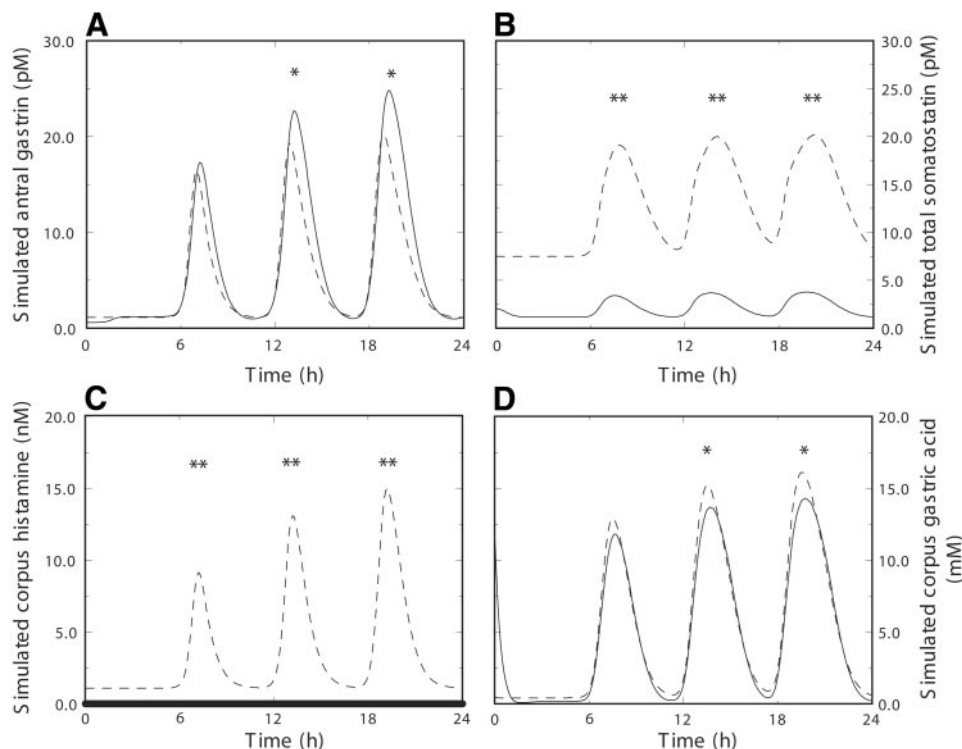 A
B
Simulated antral gastrin (pM)
30.0
20.0
10.0
0.0
* *
0 6 12 18 24
Time (h)
** ** **
30.0
25.0
20.0
15.0
10.0
5.0
0.0
Simulated total somatostatin (pM)
0 6 12 18 24
Time (h)
C
D
Simulated corpus histamine (nM)
20.0
15.0
10.0
5.0
0.0
** ** **
0 6 12 18 24
Time (h)
* *
20.0
15.0
10.0
5.0
0.0
Simulated corpus gastric acid
(mM)
0 6 12 18 24
Time (h)